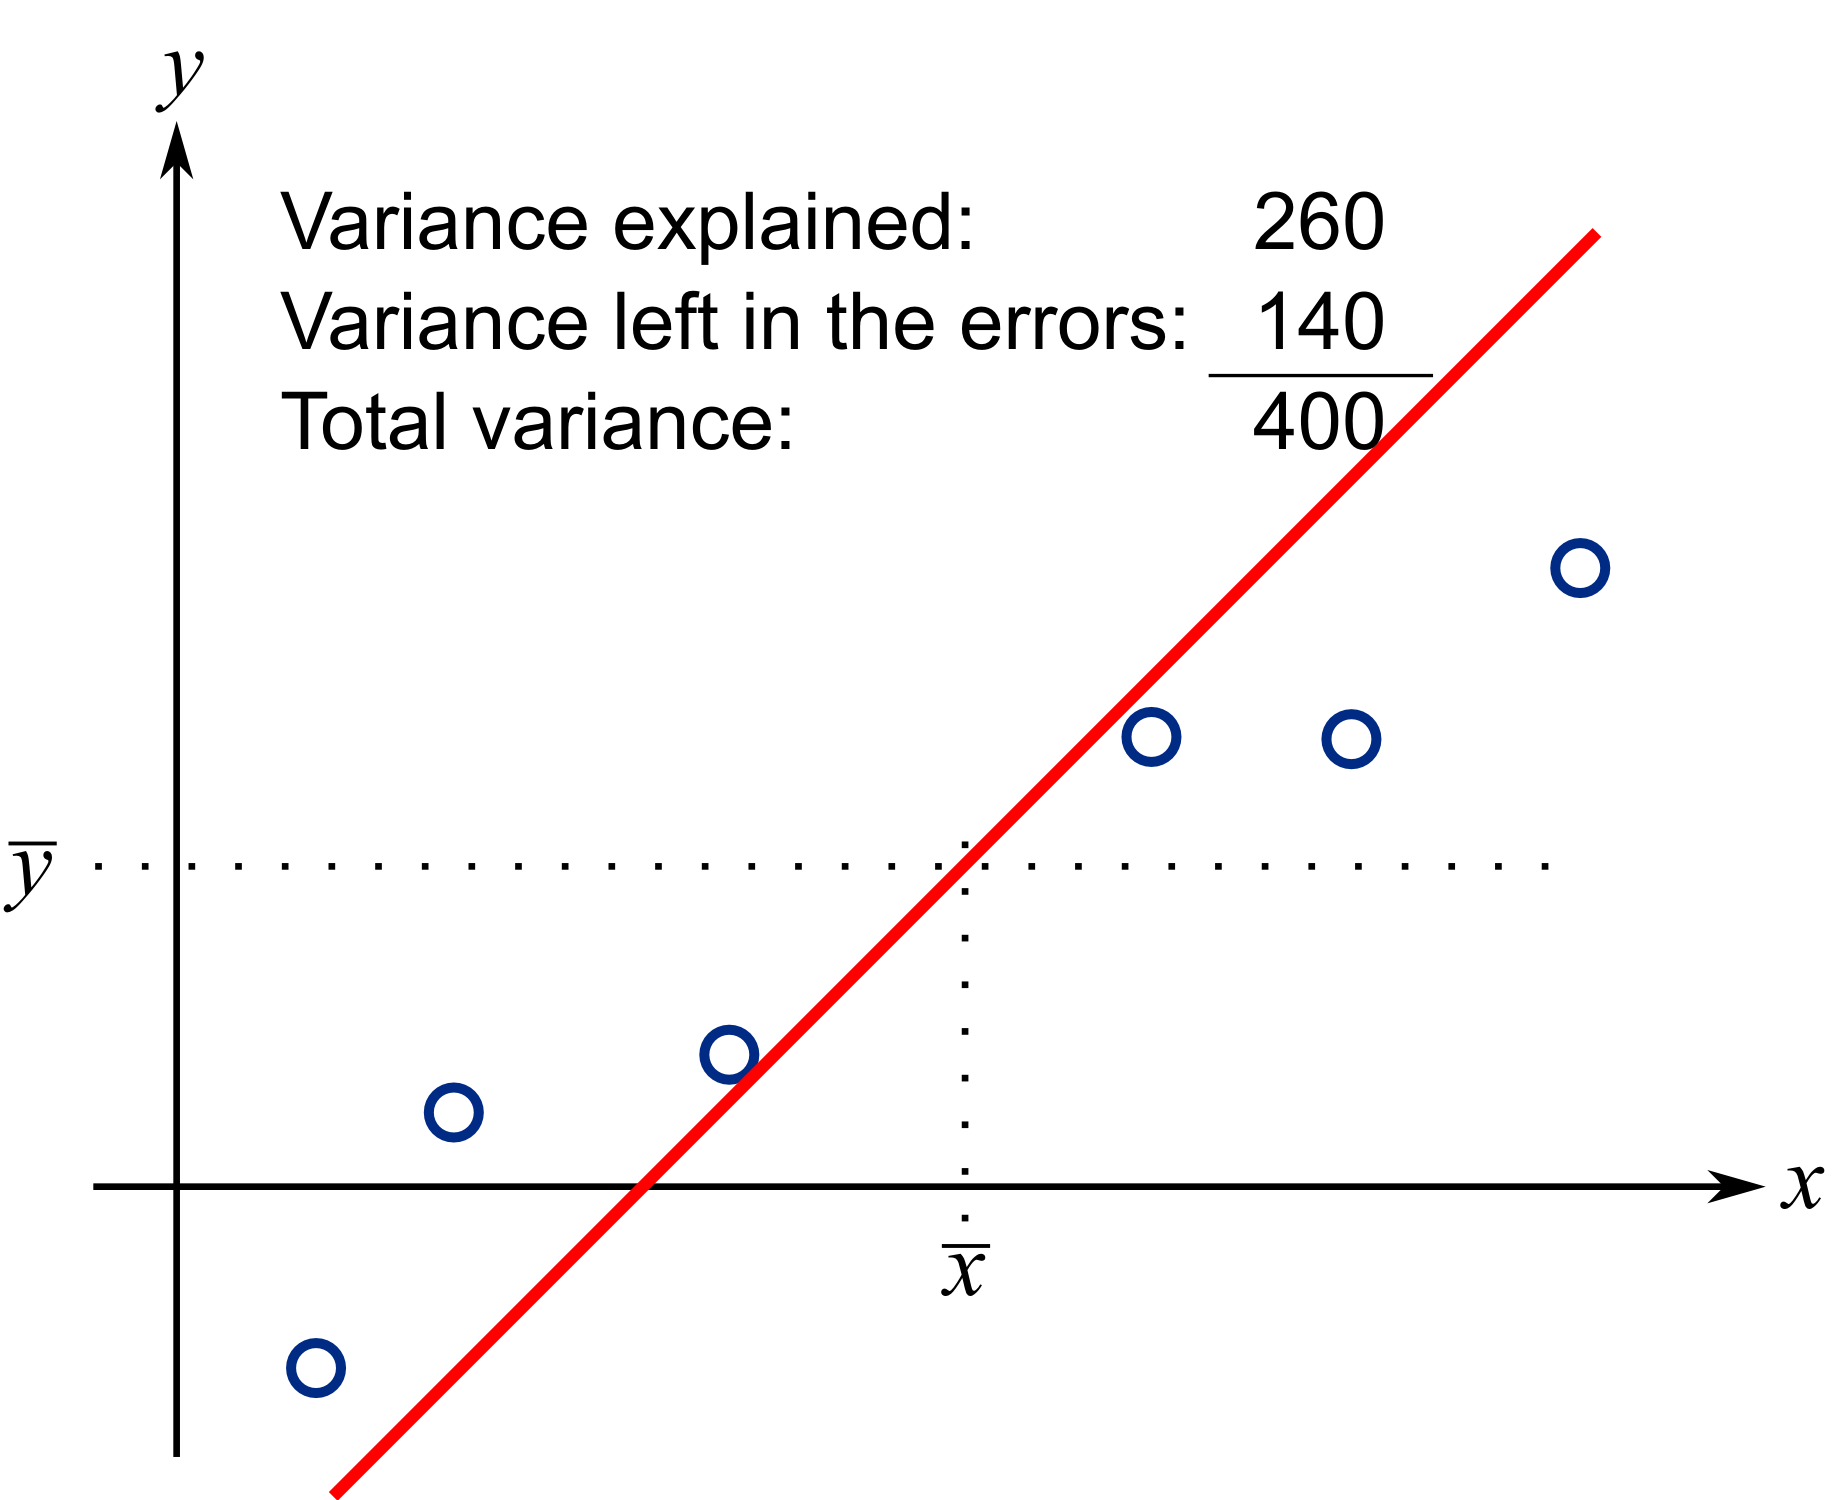 y
Variance explained: 260
Variance left in the errors: 140
Total variance: 400
y̅
x
x̅